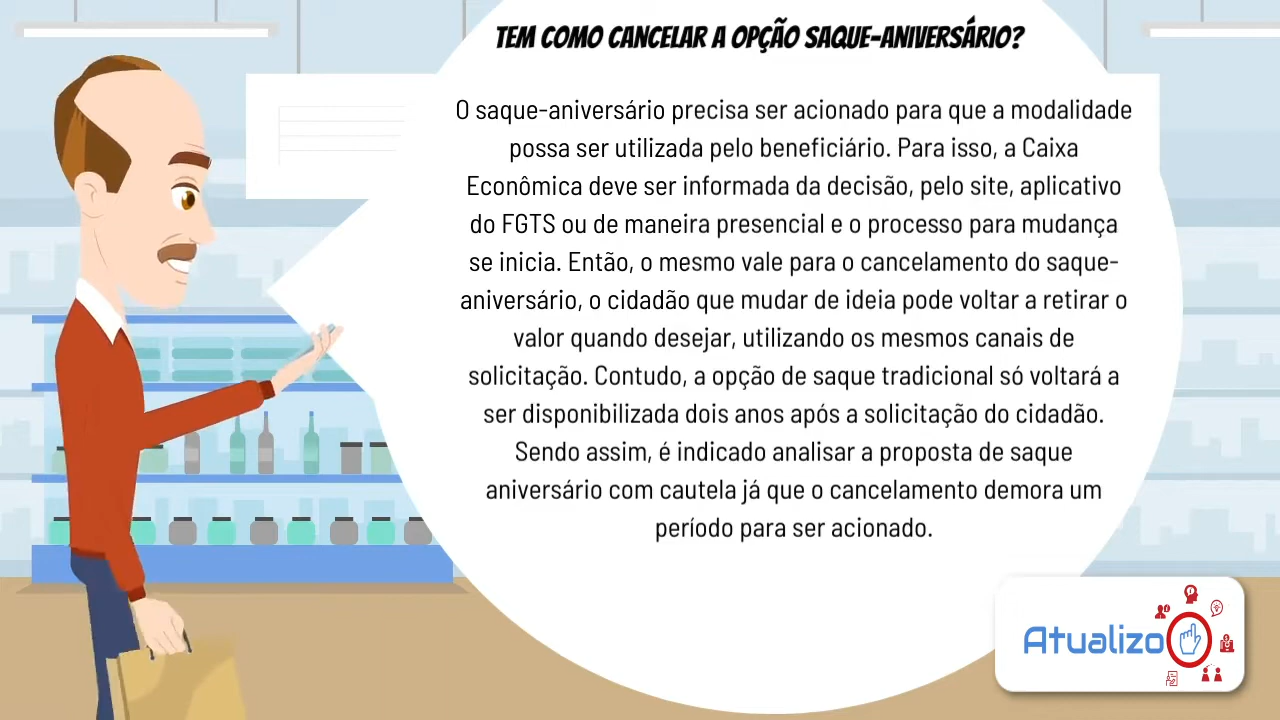 TEM COMO CANCELAR A OPÇÃO SAQUE-ANIVERSÁRIO?
O saque-aniversário precisa ser acionado para que a modalidade
possa ser utilizada pelo beneficiário. Para isso, a Caixa
Econômica deve ser informada da decisão, pelo site, aplicativo
do FGTS ou de maneira presencial e o processo para mudança
se inicia. Então, o mesmo vale para o cancelamento do saque-
aniversário, o cidadão que mudar de ideia pode voltar a retirar o
valor quando desejar, utilizando os mesmos canais de
solicitação. Contudo, a opção de saque tradicional só voltará a
ser disponibilizada dois anos após a solicitação do cidadão.
Sendo assim, é indicado analisar a proposta de saque
aniversário com cautela já que o cancelamento demora um
período para ser acionado.
Atualizo